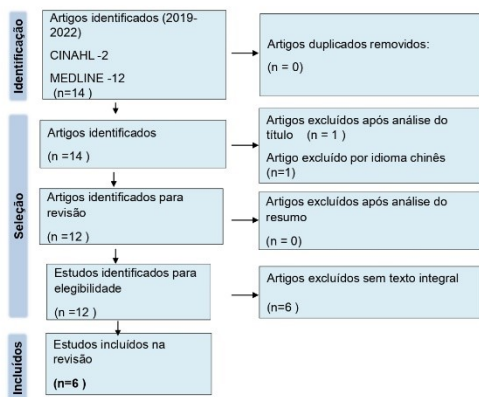 Identificação
Artigos identificados (2019-
2022)
CINAHL -2
MEDLINE -12
(n=14)
Artigos duplicados removidos:
(n = 0)
Seleção
Artigos identificados
(n =14)
Artigos excluídos após análise do
título (n = 1 )
Artigo excluído por idioma chinês
(n=1)
Artigos identificados para
revisão
(n =12)
Artigos excluídos após análise do
resumo
(n = 0)
Estudos identificados para
elegibilidade
(n =12)
Artigos excluídos sem texto integral
(n=6 )
Incluídos
Estudos incluídos na
revisão
(n=6 )